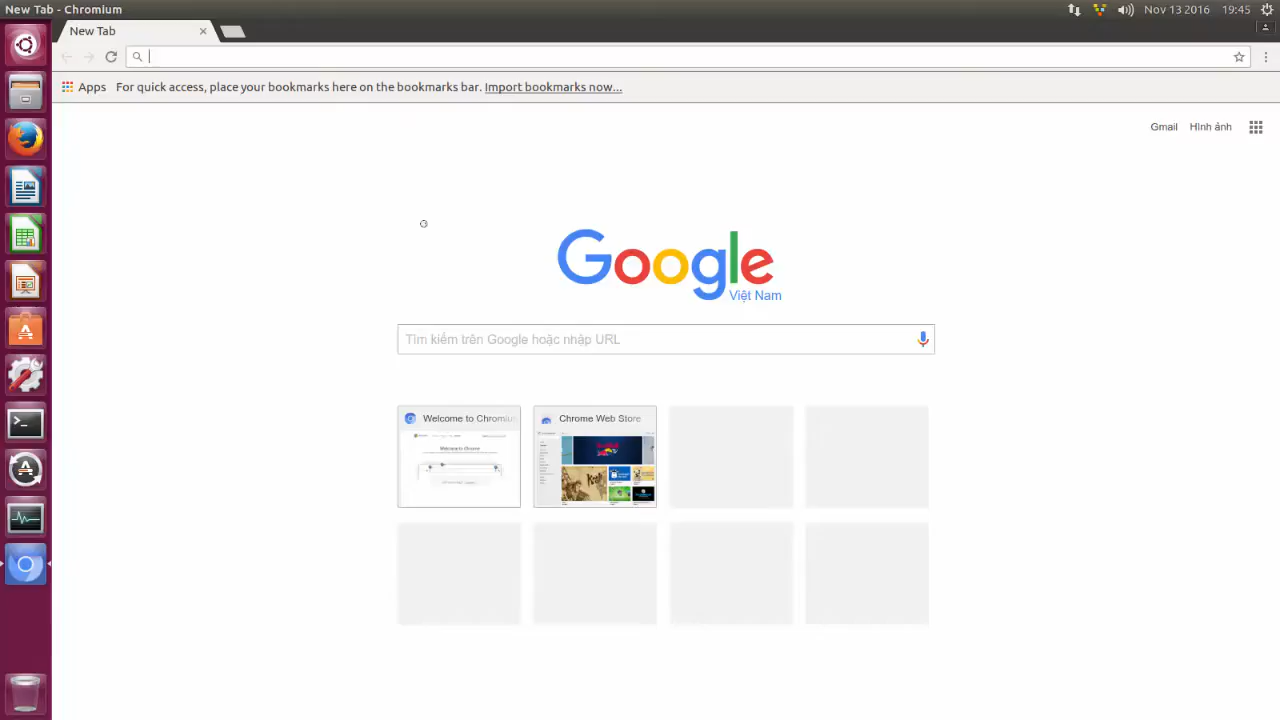 New Tab - Chromium
Nov 13 2016 19:45
New Tab
Apps For quick access, place your bookmarks here on the bookmarks bar. Import bookmarks now...
Gmail Hình ảnh
Google
Việt Nam
Tìm kiếm trên Google hoặc nhập URL
Welcome to Chromium Chrome Web Store